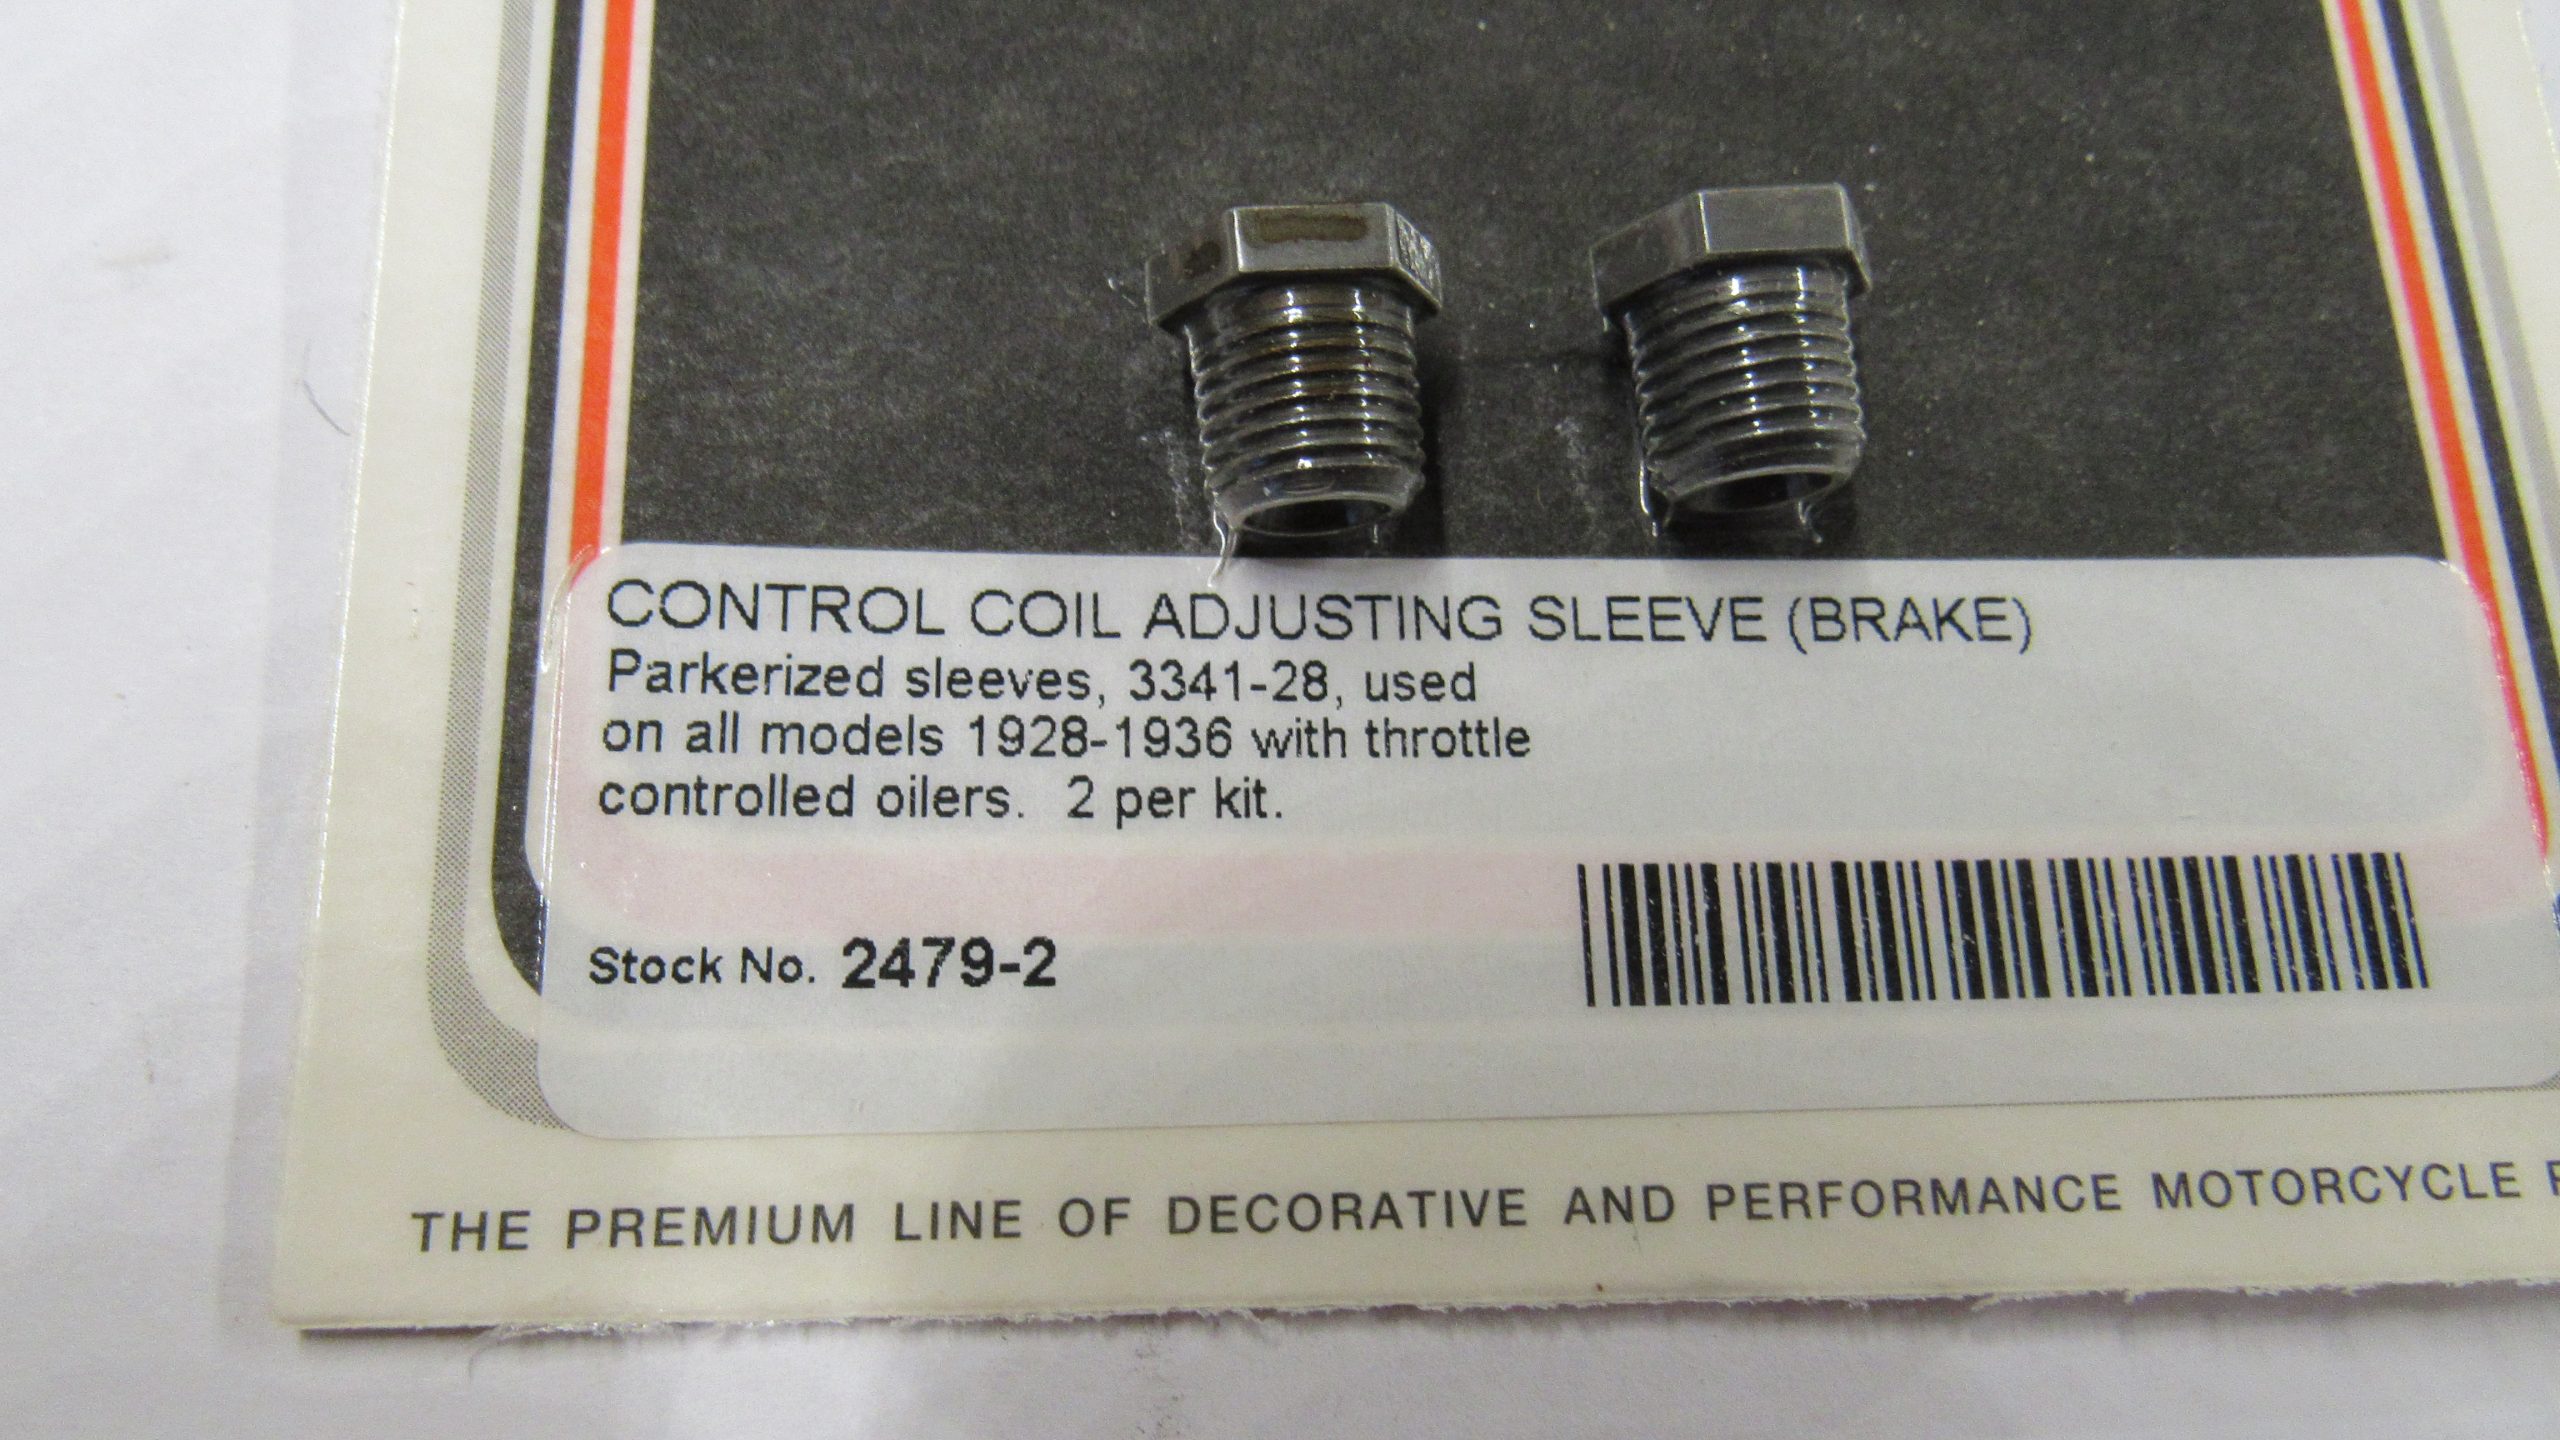 CONTROL COIL ADJUSTING SLEEVE (BRAKE)
Parkerized sleeves, 3341-28, used
on all models 1928-1936 with throttle
controlled oilers.  2 per kit.
Stock No. 2479-2
THE PREMIUM LINE OF DECORATIVE AND PERFORMANCE MOTORCYCLE